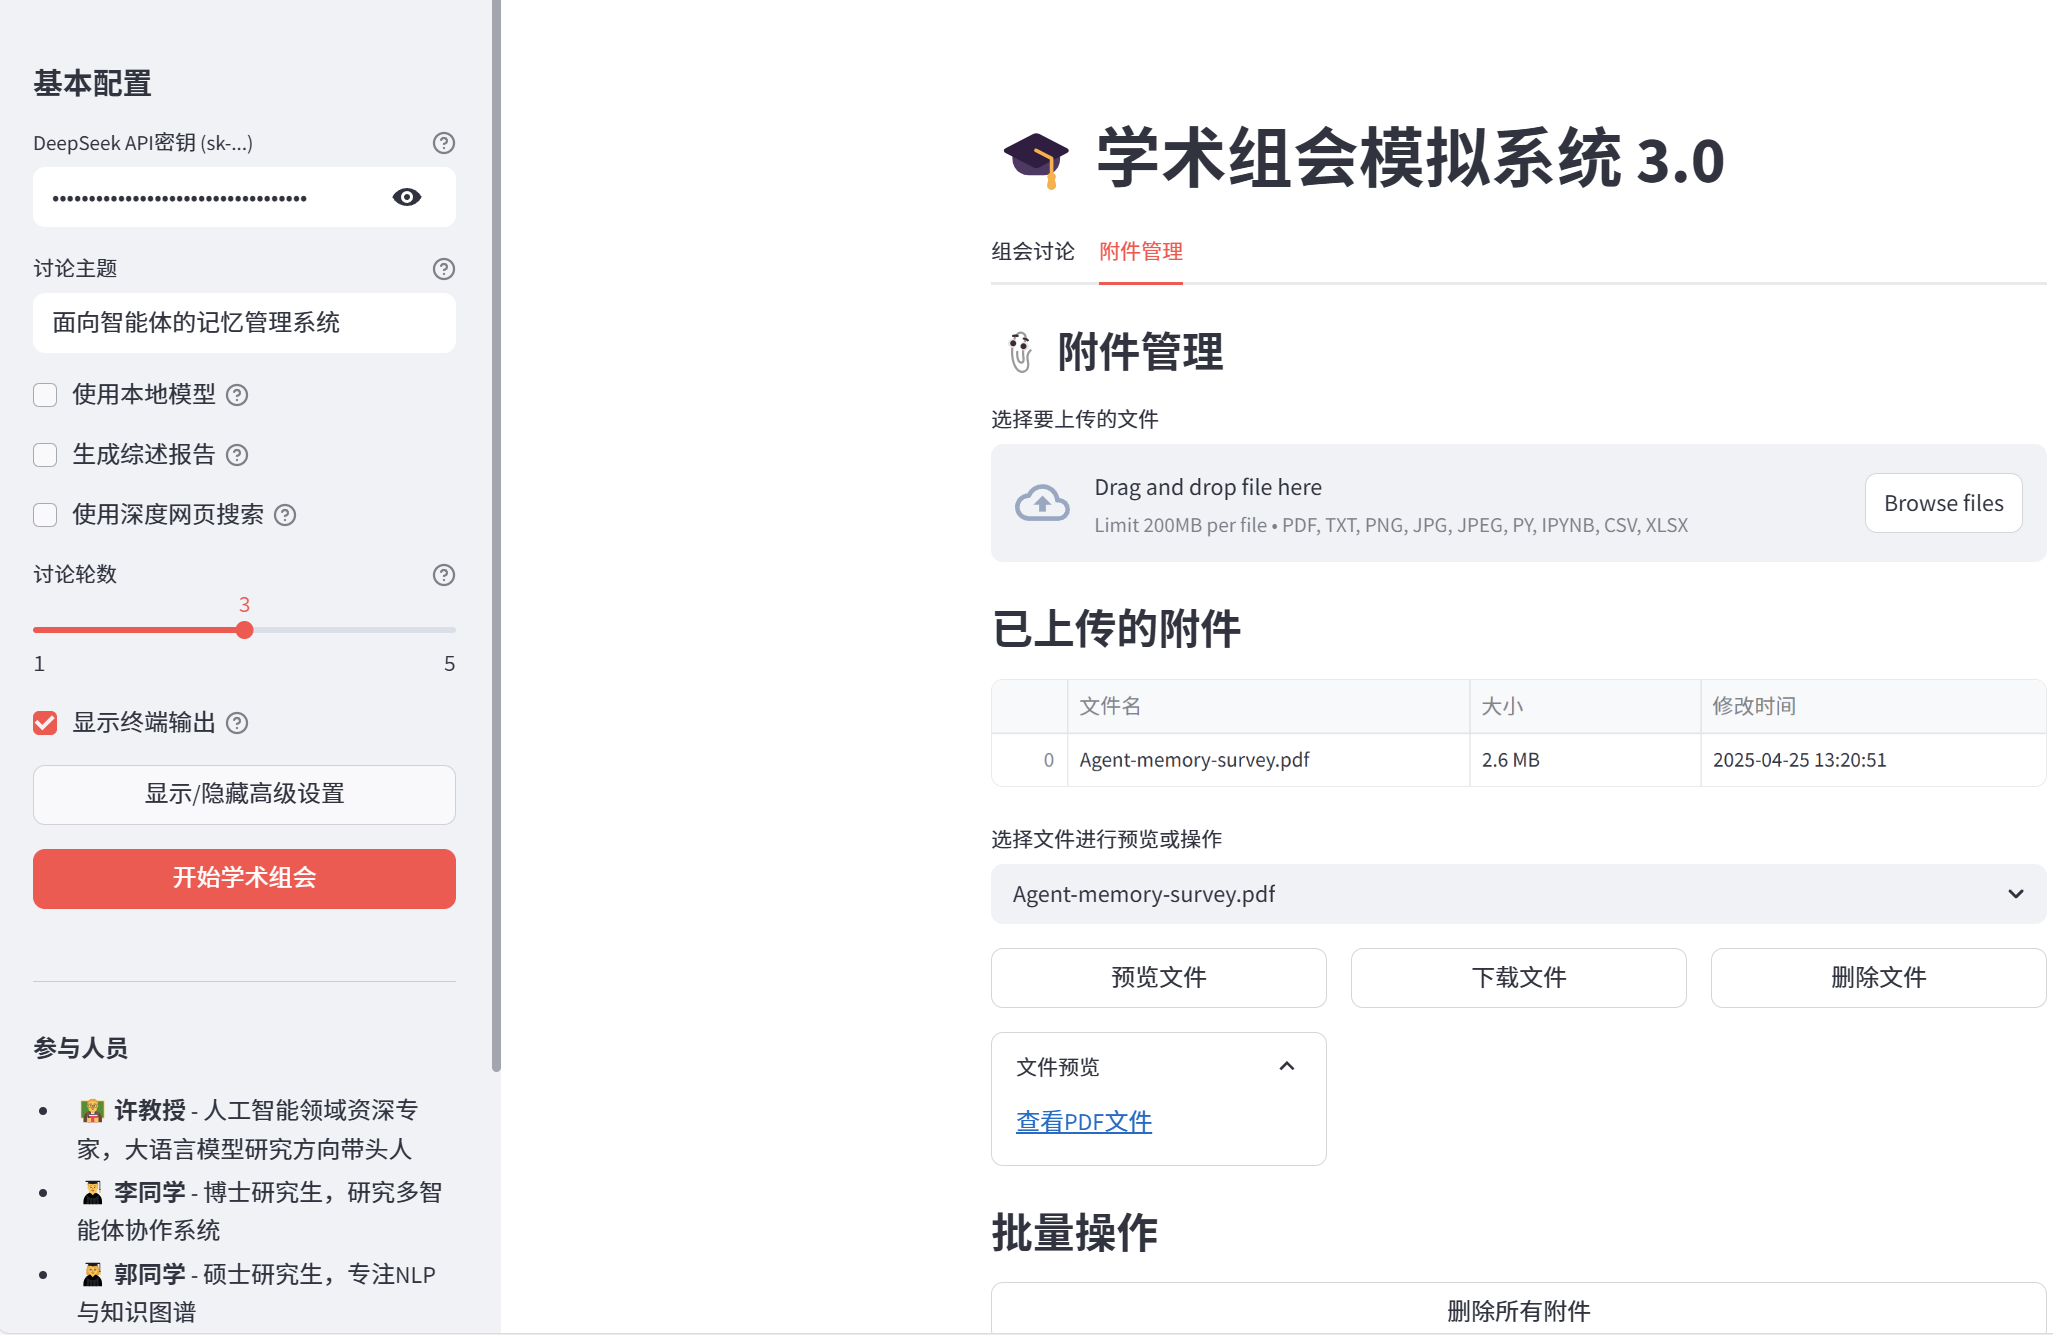 基本配置
DeepSeek API密钥 (sk-...)
••••••••••••••••••••••••••••••••••••
讨论主题
面向智能体的记忆管理系统
使用本地模型
生成综述报告
使用深度网页搜索
讨论轮数
3
1
5
显示终端输出
显示/隐藏高级设置
开始学术组会
参与人员
许教授 - 人工智能领域资深专
家，大语言模型研究方向带头人
李同学 - 博士研究生，研究多智
能体协作系统
郭同学 - 硕士研究生，专注NLP
与知识图谱
学术组会模拟系统 3.0
组会讨论 附件管理
附件管理
选择要上传的文件
Drag and drop file here
Limit 200MB per file • PDF, TXT, PNG, JPG, JPEG, PY, IPYNB, CSV, XLSX
Browse files
已上传的附件
文件名 大小 修改时间
0 Agent-memory-survey.pdf 2.6 MB 2025-04-25 13:20:51
选择文件进行预览或操作
Agent-memory-survey.pdf
预览文件 下载文件 删除文件
文件预览
查看PDF文件
批量操作
删除所有附件